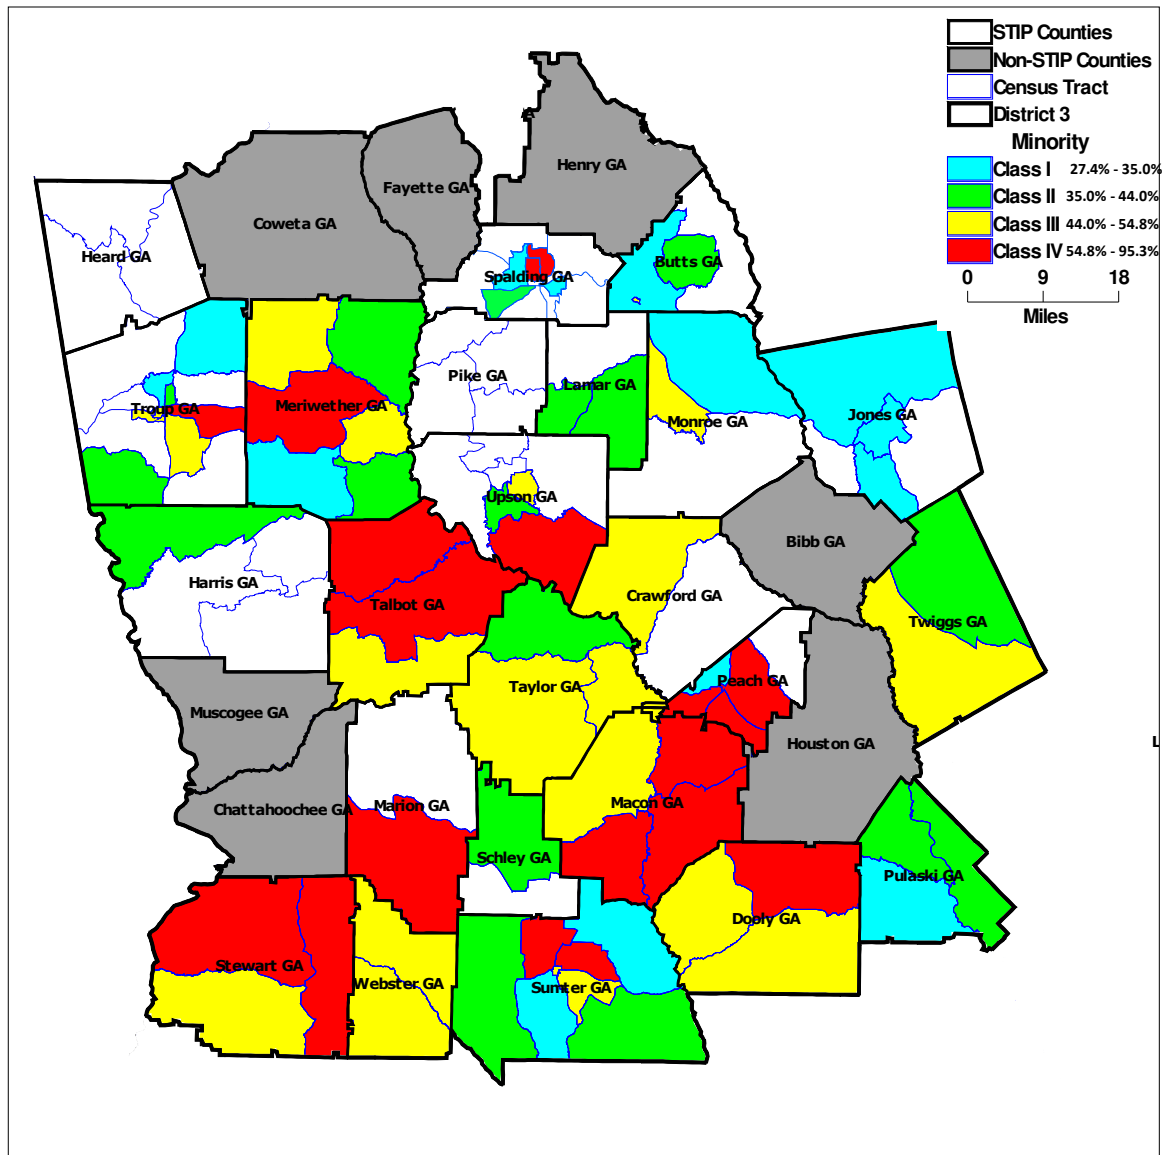 STIP Counties
Non-STIP Counties
Census Tract
District 3
Minority
Class I 27.4% - 35.0%
Class II 35.0% - 44.0%
Class III 44.0% - 54.8%
Class IV 54.8% - 95.3%
0 9 18
Miles
Henry GA
Fayette GA
Coweta GA
Heard GA
Spalding GA
Butts GA
Pike GA
Lamar GA
Troup GA
Meriwether GA
Monroe GA
Jones GA
Upson GA
Bibb GA
Harris GA
Talbot GA
Crawford GA
Twiggs GA
Taylor GA
Peach GA
Muscogee GA
Houston GA
L
Chattahoochee GA
Marion GA
Macon GA
Schley GA
Pulaski GA
Dooly GA
Stewart GA
Webster GA
Sumter GA